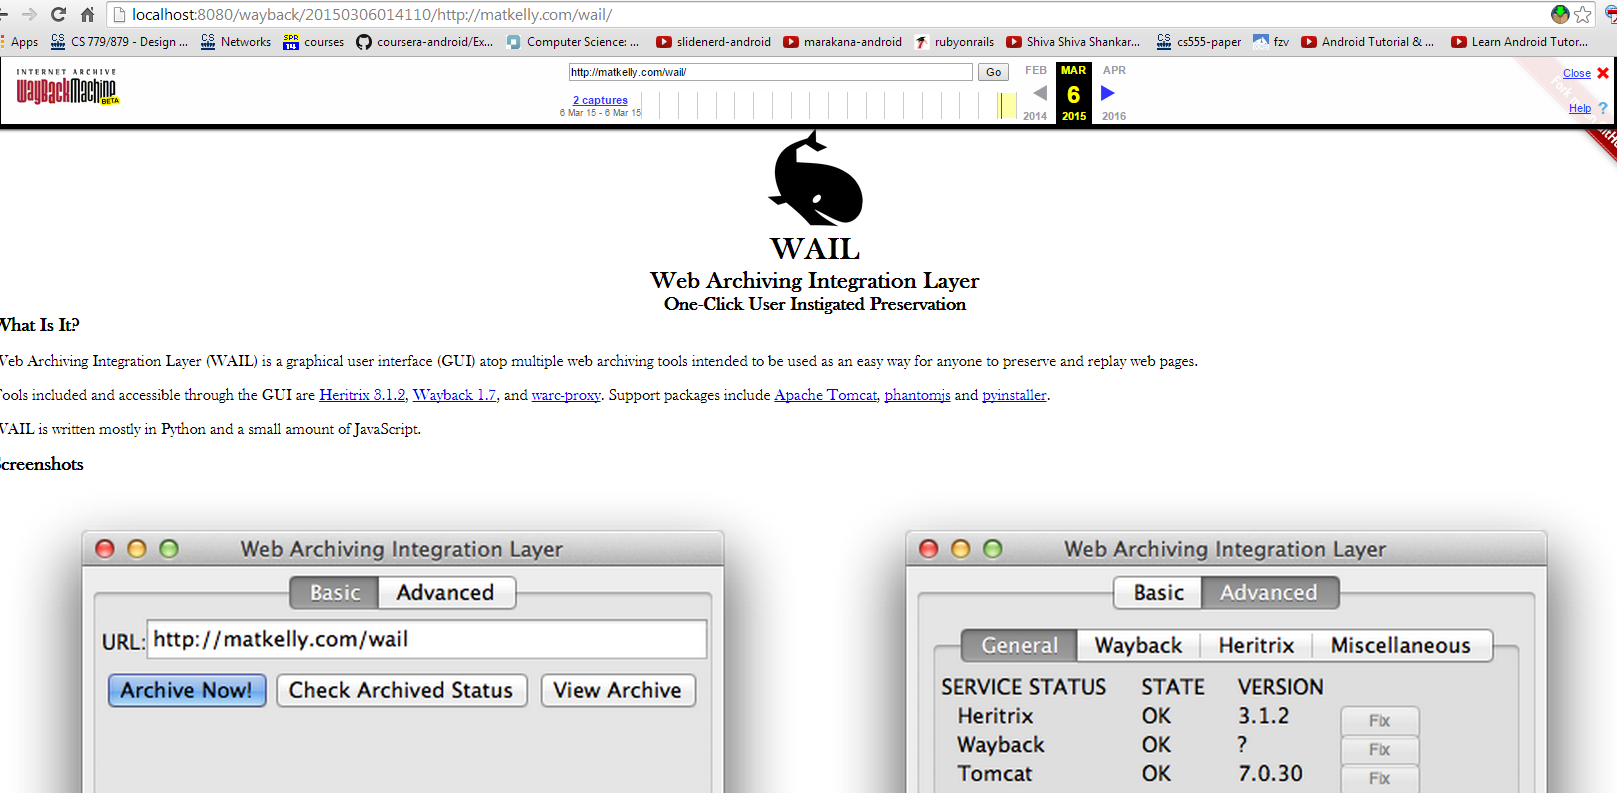 localhost:8080/wayback/20150306014110/http://matkelly.com/wail/
Apps CS 779/879 - Design ... Networks courses coursera-android/Ex... Computer Science: ... slidenerd-android marakana-android rubyonrails Shiva Shiva Shankar... cs555-paper fzv Android Tutorial & ... Learn Android Tutor...
INTERNET ARCHIVE
WayBackMachine BETA
http://matkelly.com/wail/ Go
FEB MAR APR
Close
2 captures
6 Mar 15 - 6 Mar 15
6
Help ?
2014 2015 2016
WAIL
Web Archiving Integration Layer
One-Click User Instigated Preservation
What Is It?
Web Archiving Integration Layer (WAIL) is a graphical user interface (GUI) atop multiple web archiving tools intended to be used as an easy way for anyone to preserve and replay web pages.
Tools included and accessible through the GUI are Heritrix 3.1.2, Wayback 1.7, and warc-proxy. Support packages include Apache Tomcat, phantomjs and pyinstaller.
WAIL is written mostly in Python and a small amount of JavaScript.
Screenshots
Web Archiving Integration Layer
Basic Advanced
URL: http://matkelly.com/wail
Archive Now! Check Archived Status View Archive
Web Archiving Integration Layer
Basic Advanced
General Wayback Heritrix Miscellaneous
SERVICE STATUS STATE VERSION
Heritrix OK 3.1.2 Fix
Wayback OK ? Fix
Tomcat OK 7.0.30 Fix